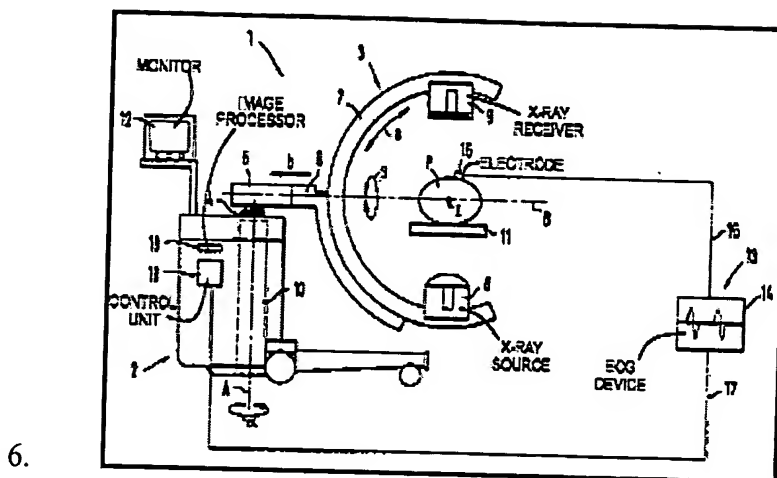 1
3
MONITOR
7
IMAGE
PROCESSOR
12
9
X-RAY
RECEIVER
a
16
ELECTRODE
5
b
P
B
I
11
15
13
19
18
10
14
CONTROL
UNIT
8
X-RAY
SOURCE
ECG
DEVICE
2
A
17
α
6.